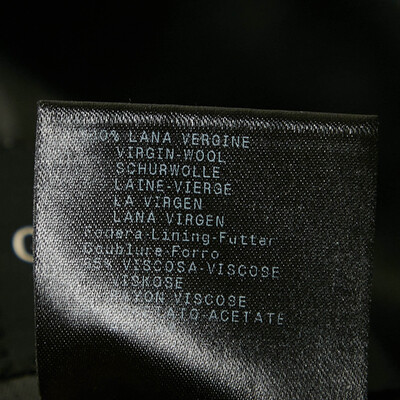 LANA VERGINE
VIRGIN-WOOL
SCHURWOLLE
LAINE-VIERGE
LA VIRGEN
LANA VIRGEN
Fodera-Lining-Futter
Doublure Forro
VISCOSA-VISCOSE
VISKOSE
ACETATE